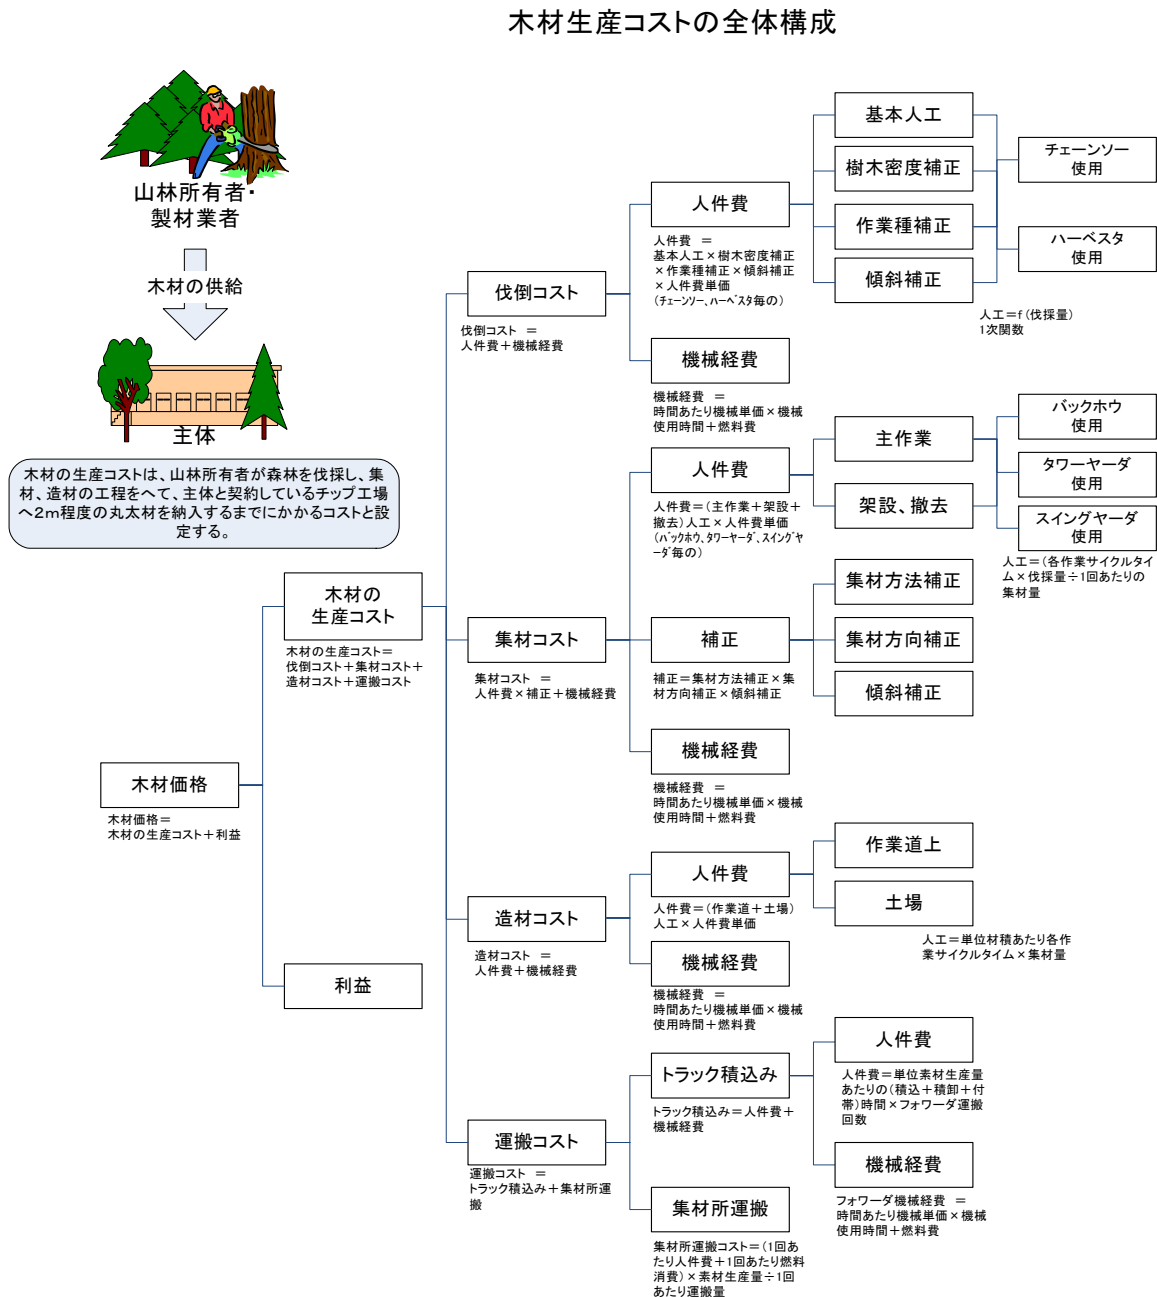 木材生産コストの全体構成
山林所有者・
製材業者
木材の供給
主体
木材の生産コストは、山林所有者が森林を伐採し、集
材、造材の工程をへて、主体と契約しているチップ工場
へ2m程度の丸太材を納入するまでにかかるコストと設
定する。
木材価格
木材価格＝
木材の生産コスト＋利益
木材の
生産コスト
木材の生産コスト＝
伐倒コスト＋集材コスト＋
造材コスト＋運搬コスト
利益
伐倒コスト
伐倒コスト　＝
人件費＋機械経費
人件費
人件費　＝
基本人工×樹木密度補正
×作業種補正×傾斜補正
×人件費単価
（チェーンソー、ハーベスタ毎の）
基本人工
樹木密度補正
作業種補正
傾斜補正
チェーンソー
使用
ハーベスタ
使用
人工＝f（伐採量）
1次関数
機械経費
機械経費　＝
時間あたり機械単価×機械
使用時間＋燃料費
集材コスト
集材コスト　＝
人件費×補正＋機械経費
人件費
人件費＝（主作業＋架設＋
撤去）人工×人件費単価
（バックホウ、タワーヤーダ、スイングヤ
ーダ毎の）
主作業
架設、撤去
バックホウ
使用
タワーヤーダ
使用
スイングヤーダ
使用
人工＝（各作業サイクルタイ
ム×伐採量÷1回あたりの
集材量
補正
補正＝集材方法補正×集
材方向補正×傾斜補正
集材方法補正
集材方向補正
傾斜補正
機械経費
機械経費　＝
時間あたり機械単価×機械
使用時間＋燃料費
造材コスト
造材コスト　＝
人件費＋機械経費
人件費
人件費＝（作業道＋土場）
人工×人件費単価
作業道上
土場
人工＝単位材積あたり各作
業サイクルタイム×集材量
機械経費
機械経費　＝
時間あたり機械単価×機械
使用時間＋燃料費
運搬コスト
運搬コスト　＝
トラック積込み＋集材所運
搬
トラック積込み
トラック積込み＝人件費＋
機械経費
人件費
人件費＝単位素材生産量
あたりの（積込＋積卸＋付
帯）時間×フォワーダ運搬
回数
機械経費
フォワーダ機械経費　＝
時間あたり機械単価×機械
使用時間＋燃料費
集材所運搬
集材所運搬コスト＝（1回あ
たり人件費＋1回あたり燃料
消費）×素材生産量÷1回
あたり運搬量